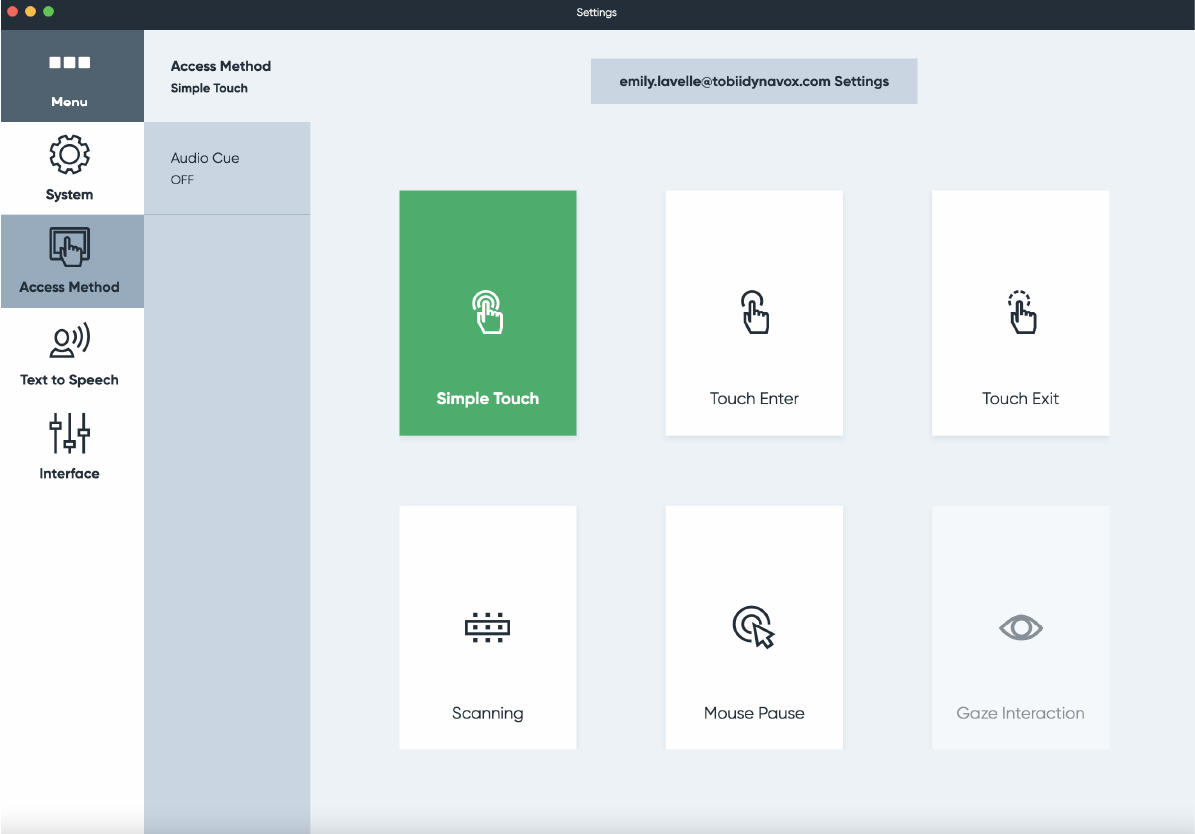 Settings
Menu
Access Method
Simple Touch
emily.lavelle@tobiidynavox.com Settings
System
Audio Cue
OFF
Access Method
Text to Speech
Interface
Simple Touch
Touch Enter
Touch Exit
Scanning
Mouse Pause
Gaze Interaction